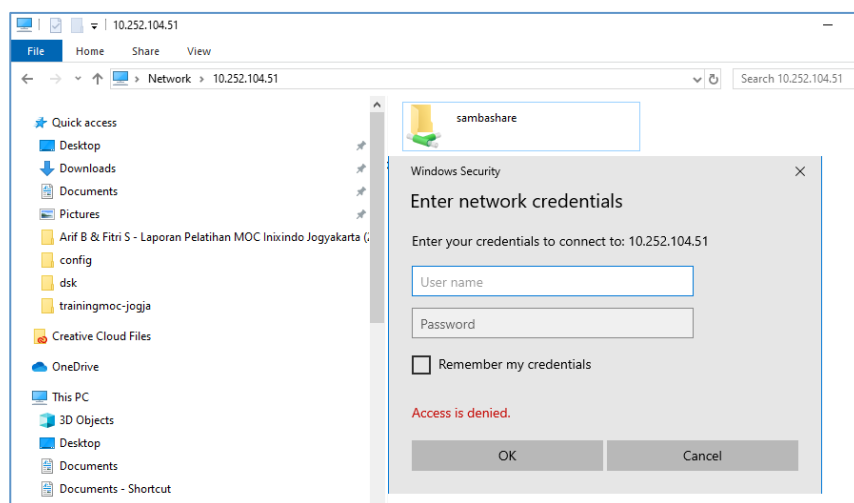 10.252.104.51
File Home Share View
Network > 10.252.104.51
Search 10.252.104.51
Quick access
Desktop
Downloads
Documents
Pictures
Arif B & Fitri S - Laporan Pelatihan MOC Inixindo Jogyakarta (
config
dsk
trainingmoc-jogja
Creative Cloud Files
OneDrive
This PC
3D Objects
Desktop
Documents
Documents - Shortcut
sambashare
Windows Security
Enter network credentials
Enter your credentials to connect to: 10.252.104.51
User name
Password
Remember my credentials
Access is denied.
OK Cancel